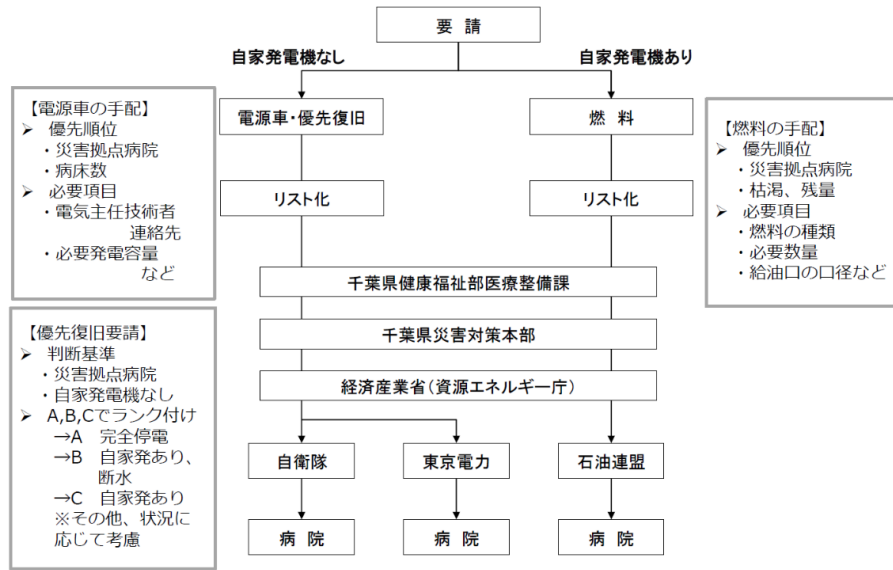 要 請
自家発電機なし
自家発電機あり
【電源車の手配】
➢ 優先順位
・災害拠点病院
・病床数
➢ 必要項目
・電気主任技術者
連絡先
・必要発電容量
など
電源車・優先復旧
燃 料
【燃料の手配】
➢ 優先順位
・災害拠点病院
・枯渇、残量
➢ 必要項目
・燃料の種類
・必要数量
・給油口の口径など
リスト化
リスト化
千葉県健康福祉部医療整備課
千葉県災害対策本部
経済産業省(資源エネルギー庁)
【優先復旧要請】
➢ 判断基準
・災害拠点病院
・自家発電機なし
➢ A,B,Cでランク付け
→A 完全停電
→B 自家発あり、
断水
→C 自家発あり
※その他、状況に
応じて考慮
自衛隊
東京電力
石油連盟
病 院
病 院
病 院